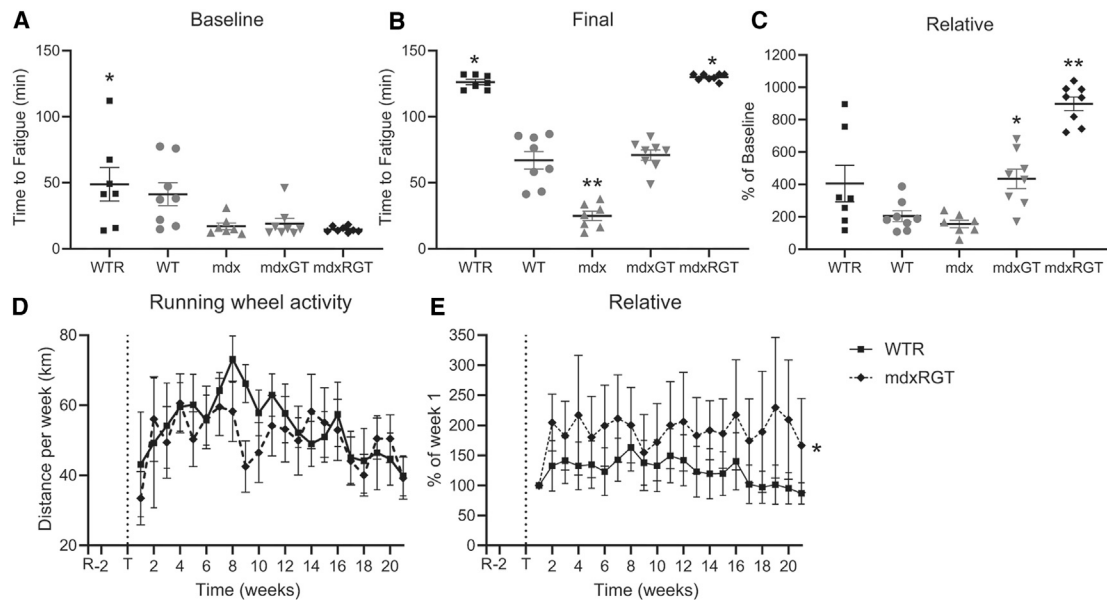 A
Baseline
Time to Fatigue (min)
150
100
50
0
*
WTR WT mdx mdxGT mdxRGT
B
Final
Time to Fatigue (min)
150
100
50
0
*
**
*
WTR WT mdx mdxGT mdxRGT
C
Relative
% of Baseline
1200
1000
800
600
400
200
0
*
**
WTR WT mdx mdxGT mdxRGT
D
Running wheel activity
Distance per week (km)
80
60
40
20
R-2 T 2 4 6 8 10 12 14 16 18 20
Time (weeks)
E
Relative
% of week 1
350
300
250
200
150
100
50
0
*
R-2 T 2 4 6 8 10 12 14 16 18 20
Time (weeks)
WTR
mdxRGT